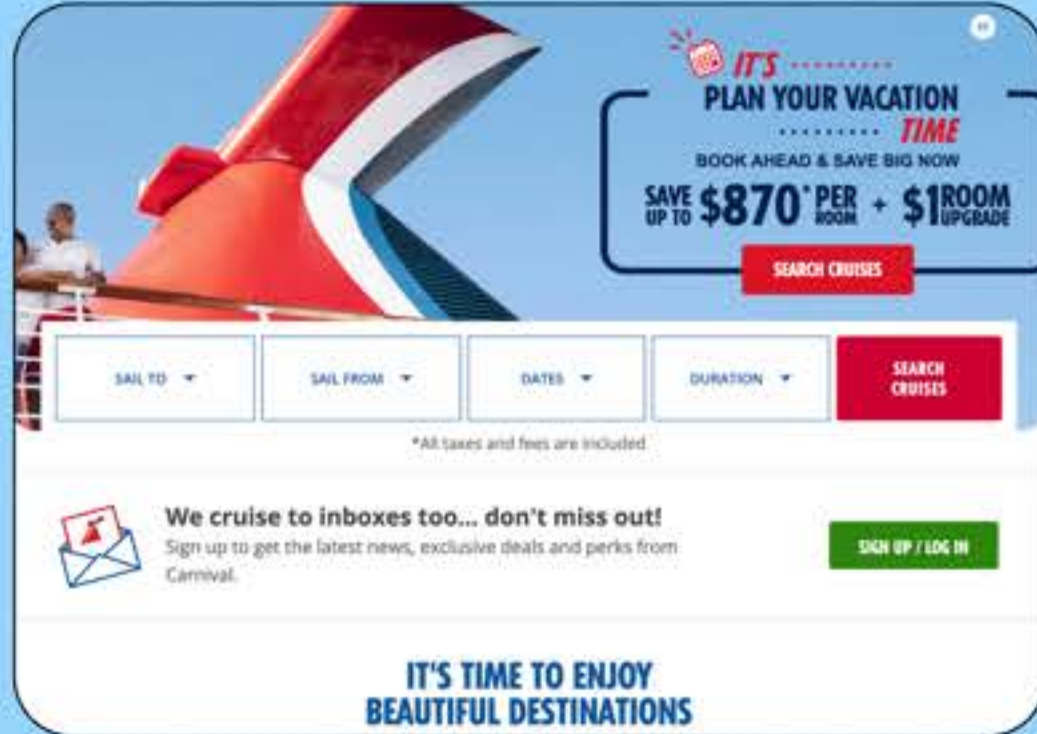 IT'S
PLAN YOUR VACATION
TIME
BOOK AHEAD & SAVE BIG NOW
SAVE UP TO $870* PER ROOM + $1 ROOM UPGRADE
SEARCH CRUISES
SAIL TO
SAIL FROM
DATES
DURATION
SEARCH
CRUISES
*All taxes and fees are included
We cruise to inboxes too... don't miss out!
Sign up to get the latest news, exclusive deals and perks from
Carnival.
SIGN UP / LOG IN
IT'S TIME TO ENJOY
BEAUTIFUL DESTINATIONS